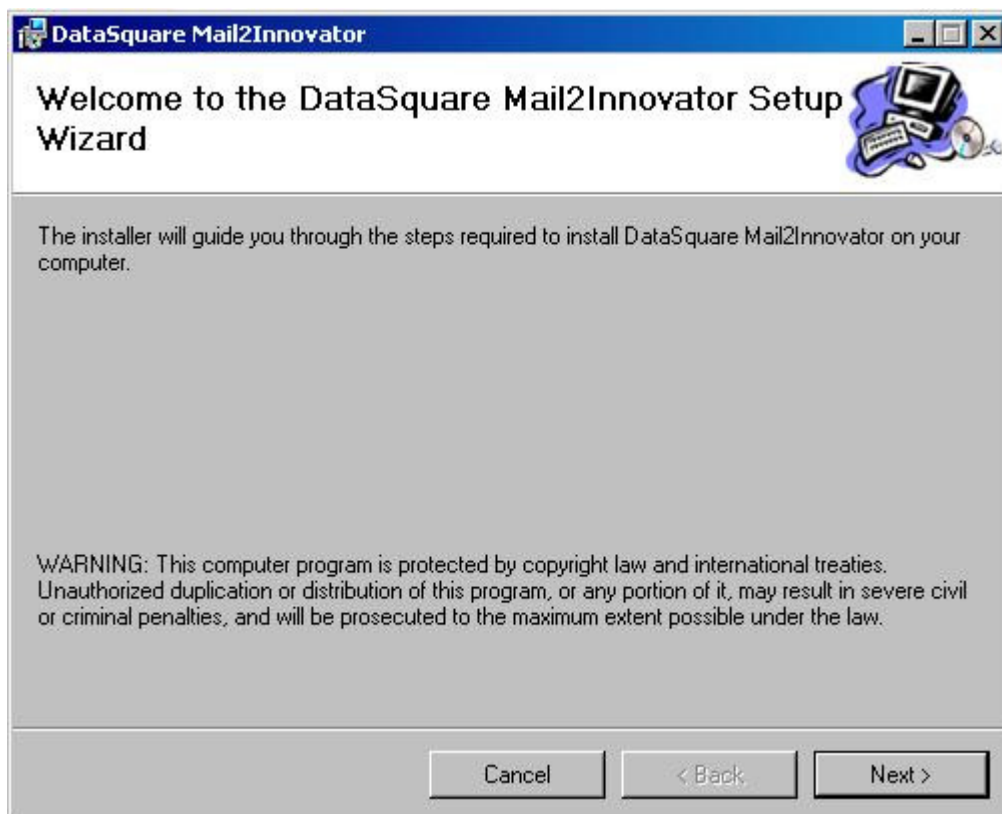 DataSquare Mail2Innovator
Welcome to the DataSquare Mail2Innovator Setup
Wizard
The installer will guide you through the steps required to install DataSquare Mail2Innovator on your
computer.
WARNING: This computer program is protected by copyright law and international treaties.
Unauthorized duplication or distribution of this program, or any portion of it, may result in severe civil
or criminal penalties, and will be prosecuted to the maximum extent possible under the law.
Cancel < Back Next >